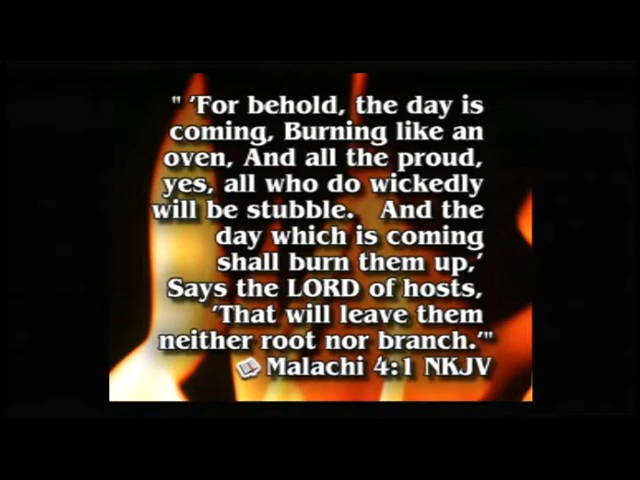 " 'For behold, the day is
coming, Burning like an
oven, And all the proud,
yes, all who do wickedly
will be stubble. And the
day which is coming
shall burn them up,'
Says the LORD of hosts,
'That will leave them
neither root nor branch.'"
Malachi 4:1 NKJV